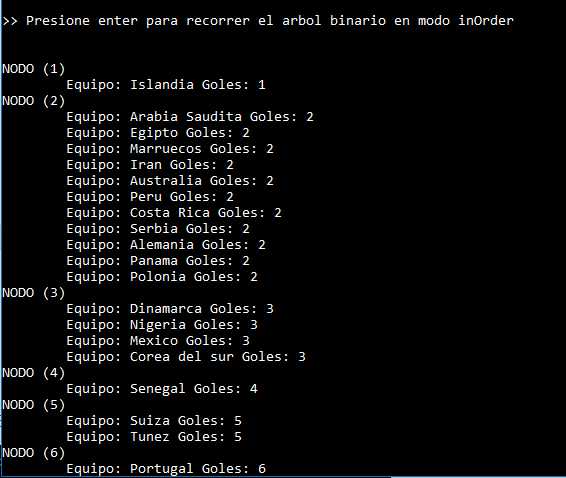 >> Presione enter para recorrer el arbol binario en modo inOrder
NODO (1)
Equipo: Islandia Goles: 1
NODO (2)
Equipo: Arabia Saudita Goles: 2
Equipo: Egipto Goles: 2
Equipo: Marruecos Goles: 2
Equipo: Iran Goles: 2
Equipo: Australia Goles: 2
Equipo: Peru Goles: 2
Equipo: Costa Rica Goles: 2
Equipo: Serbia Goles: 2
Equipo: Alemania Goles: 2
Equipo: Panama Goles: 2
Equipo: Polonia Goles: 2
NODO (3)
Equipo: Dinamarca Goles: 3
Equipo: Nigeria Goles: 3
Equipo: Mexico Goles: 3
Equipo: Corea del sur Goles: 3
NODO (4)
Equipo: Senegal Goles: 4
NODO (5)
Equipo: Suiza Goles: 5
Equipo: Tunez Goles: 5
NODO (6)
Equipo: Portugal Goles: 6